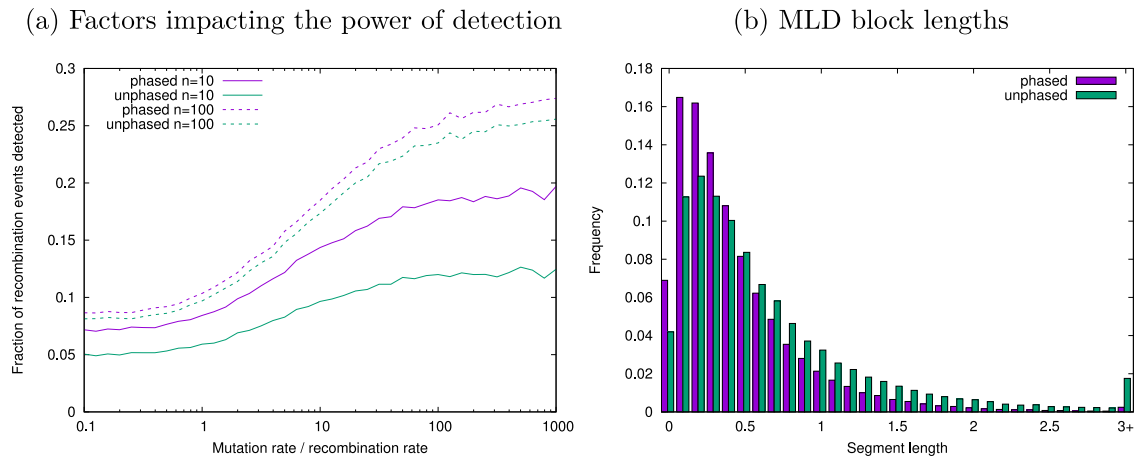 (a) Factors impacting the power of detection
0.3
0.25
0.2
0.15
0.1
0.05
0
Fraction of recombination events detected
phased n=10
unphased n=10
phased n=100
unphased n=100
0.1 1 10 100 1000
Mutation rate / recombination rate
(b) MLD block lengths
0.18
0.16
0.14
0.12
0.1
0.08
0.06
0.04
0.02
0
Frequency
phased
unphased
0 0.5 1 1.5 2 2.5 3+
Segment length